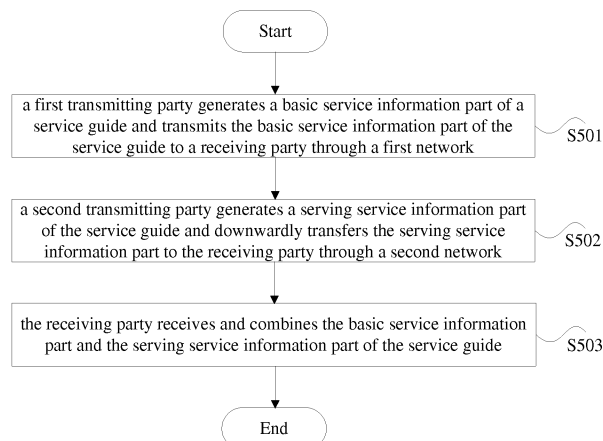 Start
a first transmitting party generates a basic service information part of a
service guide and transmits the basic service information part of the
service guide to a receiving party through a first network
S501
a second transmitting party generates a serving service information part
of the service guide and downwardly transfers the serving service
information part to the receiving party through a second network
S502
the receiving party receives and combines the basic service information
part and the serving service information part of the service guide
S503
End